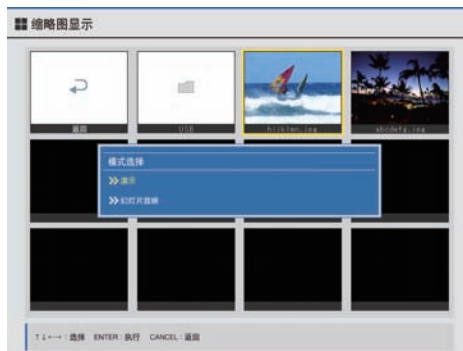 缩略图显示
返回
USB
hijklmn.jpg
abcdefg.jpg
模式选择
演示
幻灯片放映
↑↓←→：选择 ENTER：执行 CANCEL：返回